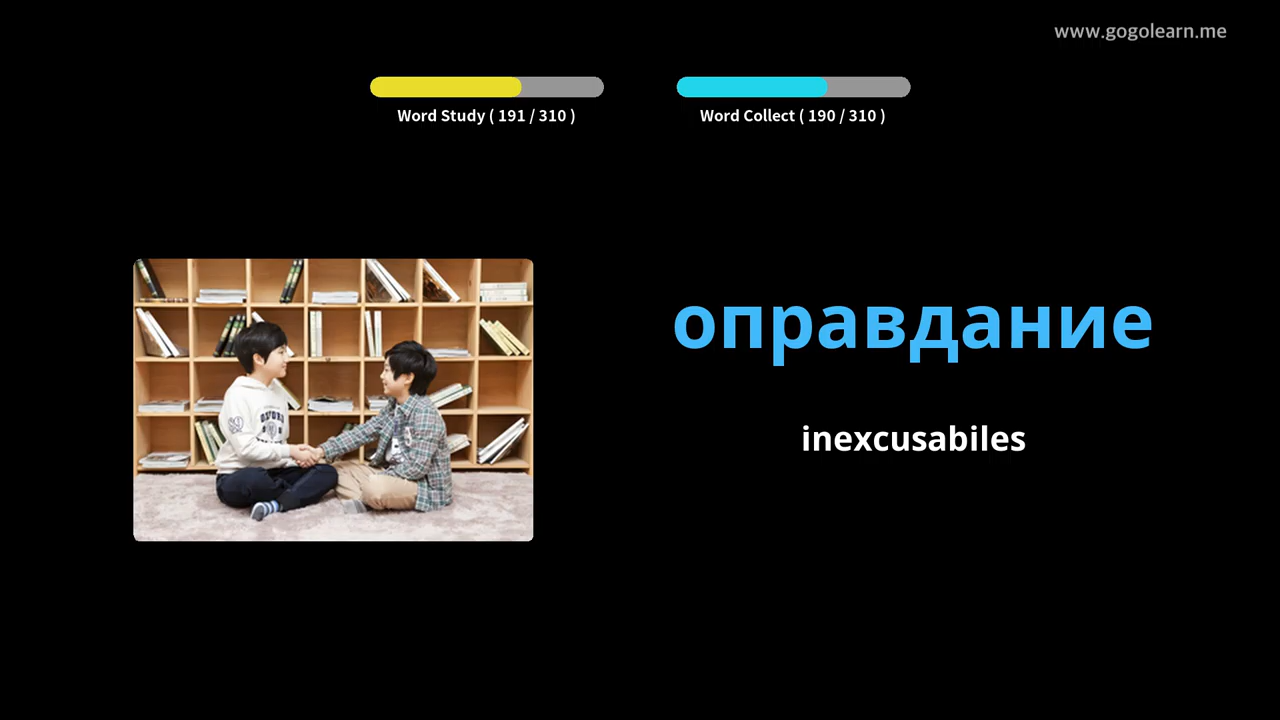 www.gogolearn.me
Word Study ( 191 / 310 )
Word Collect ( 190 / 310 )
оправдание
inexcusabiles